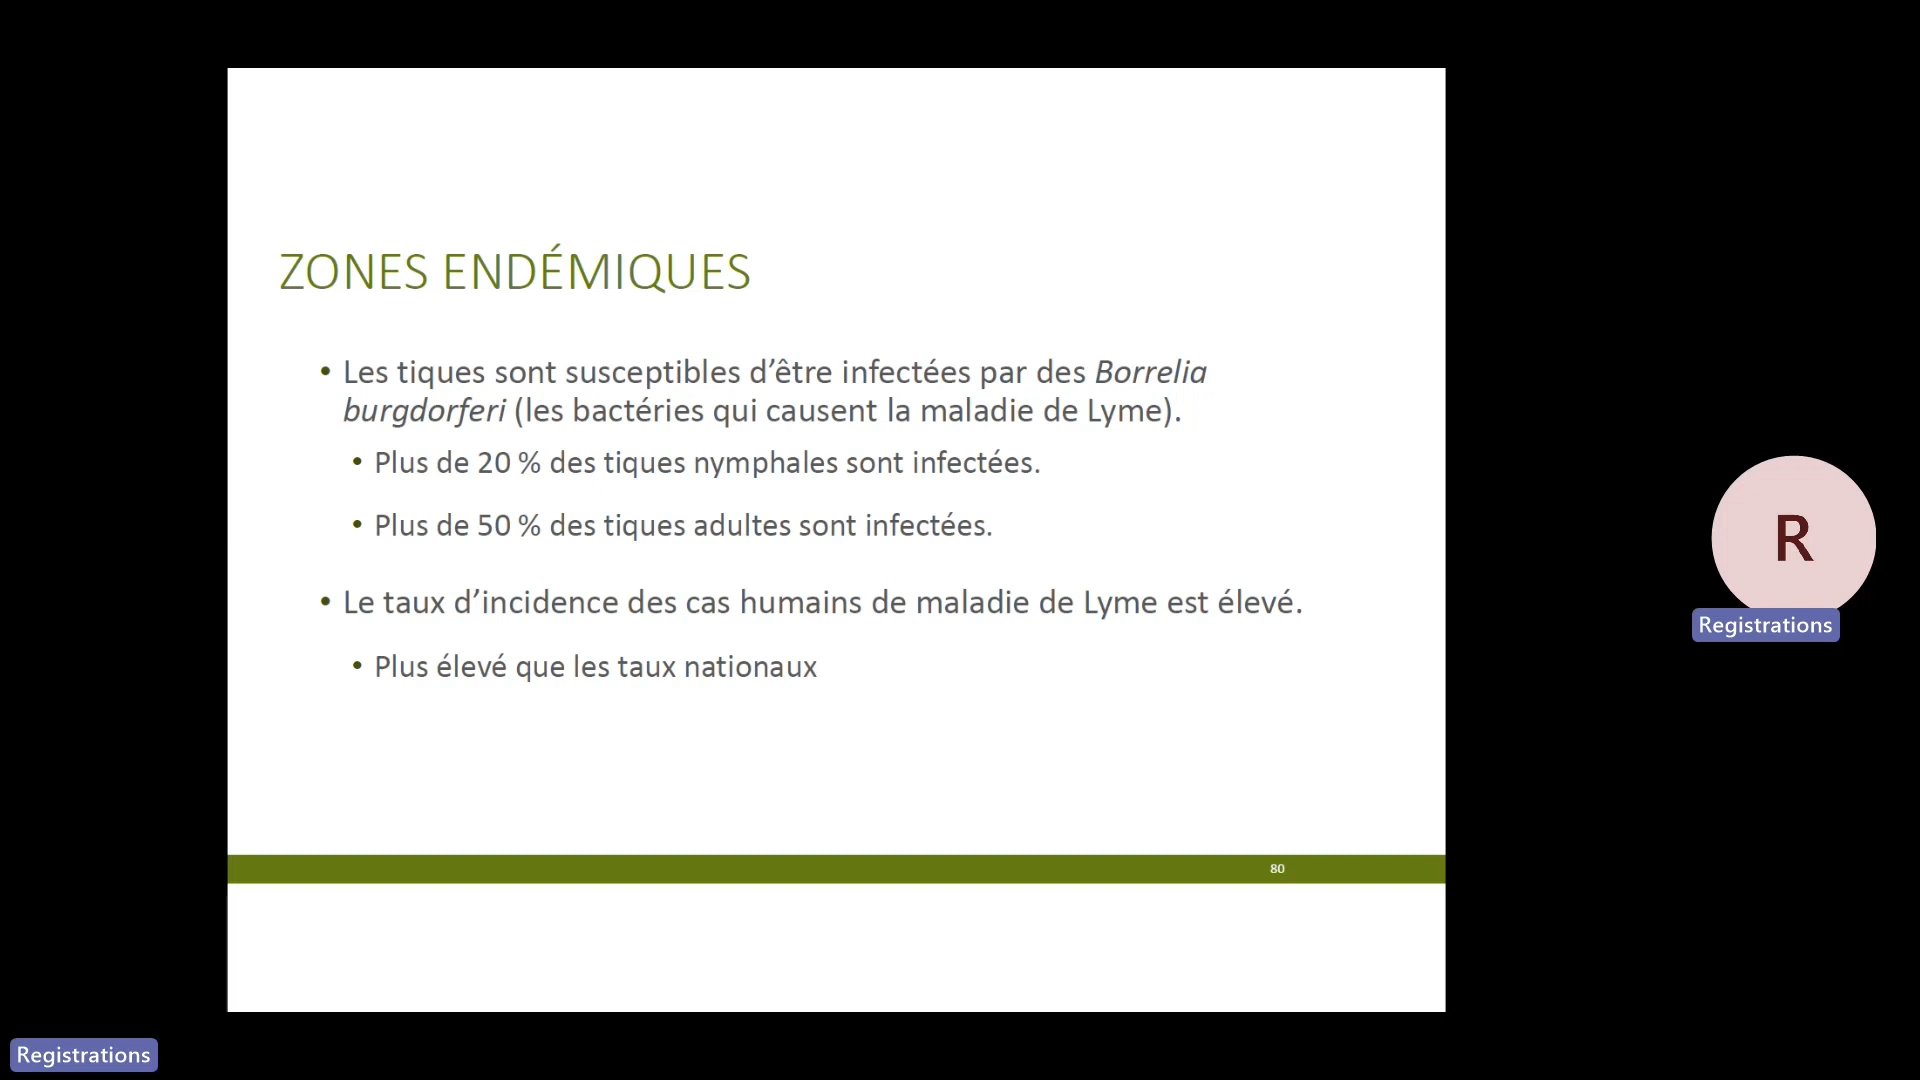 ZONES ENDÉMIQUES
• Les tiques sont susceptibles d’être infectées par des Borrelia
burgdorferi (les bactéries qui causent la maladie de Lyme).
• Plus de 20 % des tiques nymphales sont infectées.
• Plus de 50 % des tiques adultes sont infectées.
• Le taux d’incidence des cas humains de maladie de Lyme est élevé.
• Plus élevé que les taux nationaux
80
R
Registrations
Registrations